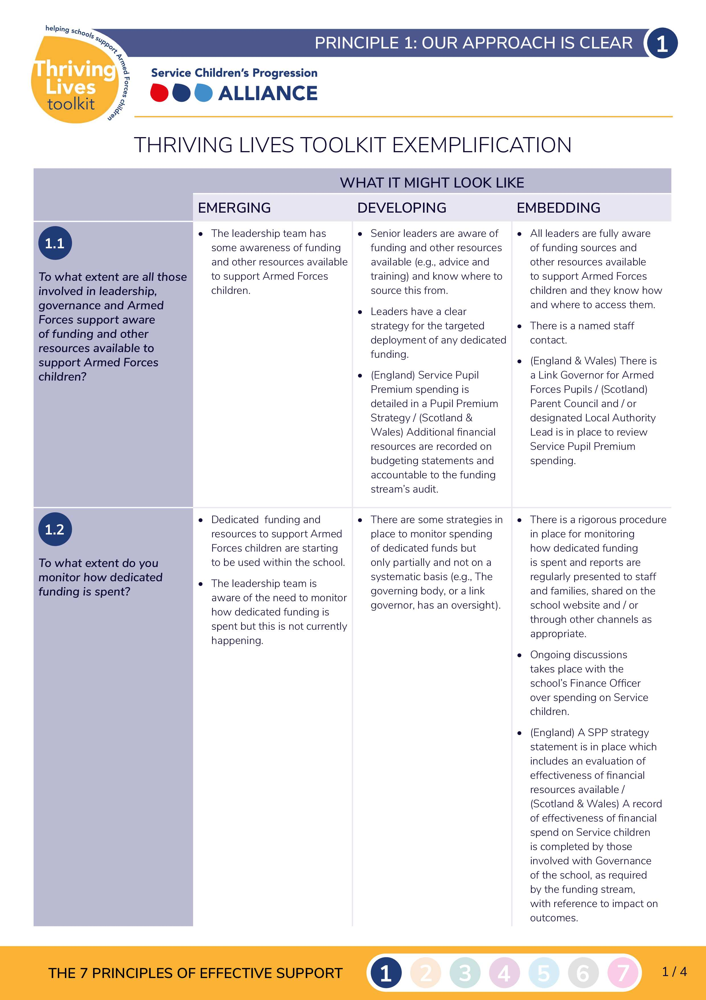 helping schools support Armed Forces children
PRINCIPLE 1: OUR APPROACH IS CLEAR
1
Thriving
Lives
toolkit
Service Children's Progression
ALLIANCE
THRIVING LIVES TOOLKIT EXEMPLIFICATION
WHAT IT MIGHT LOOK LIKE
EMERGING
DEVELOPING
EMBEDDING
1.1
To what extent are all those
involved in leadership,
governance and Armed
Forces support aware
of funding and other
resources available to
support Armed Forces
children?
• The leadership team has
some awareness of funding
and other resources available
to support Armed Forces
children.
• Senior leaders are aware of
funding and other resources
available (e.g., advice and
training) and know where to
source this from.
• Leaders have a clear
strategy for the targeted
deployment of any dedicated
funding.
• (England) Service Pupil
Premium spending is
detailed in a Pupil Premium
Strategy / (Scotland &
Wales) Additional financial
resources are recorded on
budgeting statements and
accountable to the funding
stream's audit.
• All leaders are fully aware
of funding sources and
other resources available
to support Armed Forces
children and they know how
and where to access them.
• There is a named staff
contact.
• (England & Wales) There is
a Link Governor for Armed
Forces Pupils / (Scotland)
Parent Council and / or
designated Local Authority
Lead is in place to review
Service Pupil Premium
spending.
1.2
To what extent do you
monitor how dedicated
funding is spent?
• Dedicated  funding and
resources to support Armed
Forces children are starting
to be used within the school.
• The leadership team is
aware of the need to monitor
how dedicated funding is
spent but this is not currently
happening.
• There are some strategies in
place to monitor spending
of dedicated funds but
only partially and not on a
systematic basis (e.g., The
governing body, or a link
governor, has an oversight).
• There is a rigorous procedure
in place for monitoring
how dedicated funding
is spent and reports are
regularly presented to staff
and families, shared on the
school website and / or
through other channels as
appropriate.
• Ongoing discussions
takes place with the
school's Finance Officer
over spending on Service
children.
• (England) A SPP strategy
statement is in place which
includes an evaluation of
effectiveness of financial
resources available /
(Scotland & Wales) A record
of effectiveness of financial
spend on Service children
is completed by those
involved with Governance
of the school, as required
by the funding stream,
with reference to impact on
outcomes.
THE 7 PRINCIPLES OF EFFECTIVE SUPPORT
1 2 3 4 5 6 7
1 / 4